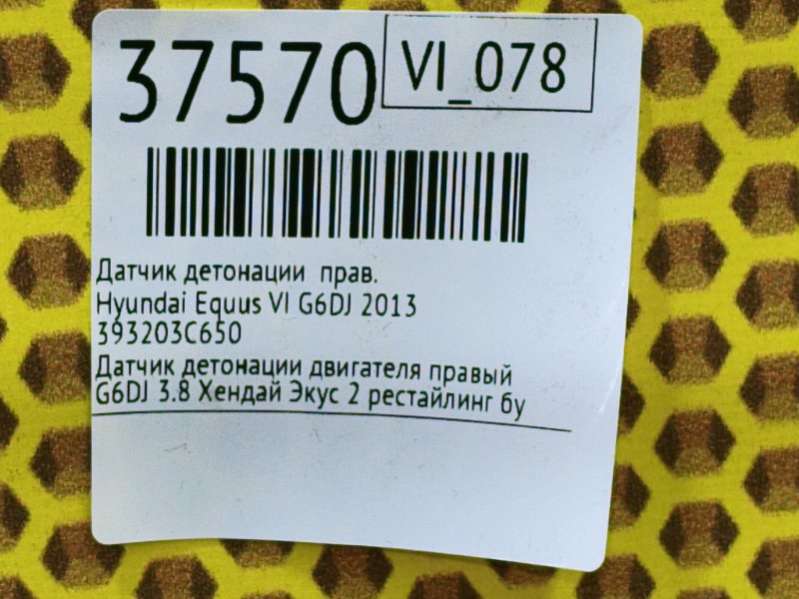 37570
VI_078
Датчик детонации прав.
Hyundai Equus VI G6DJ 2013
393203C650
Датчик детонации двигателя правый
G6DJ 3.8 Хендай Экус 2 рестайлинг бу